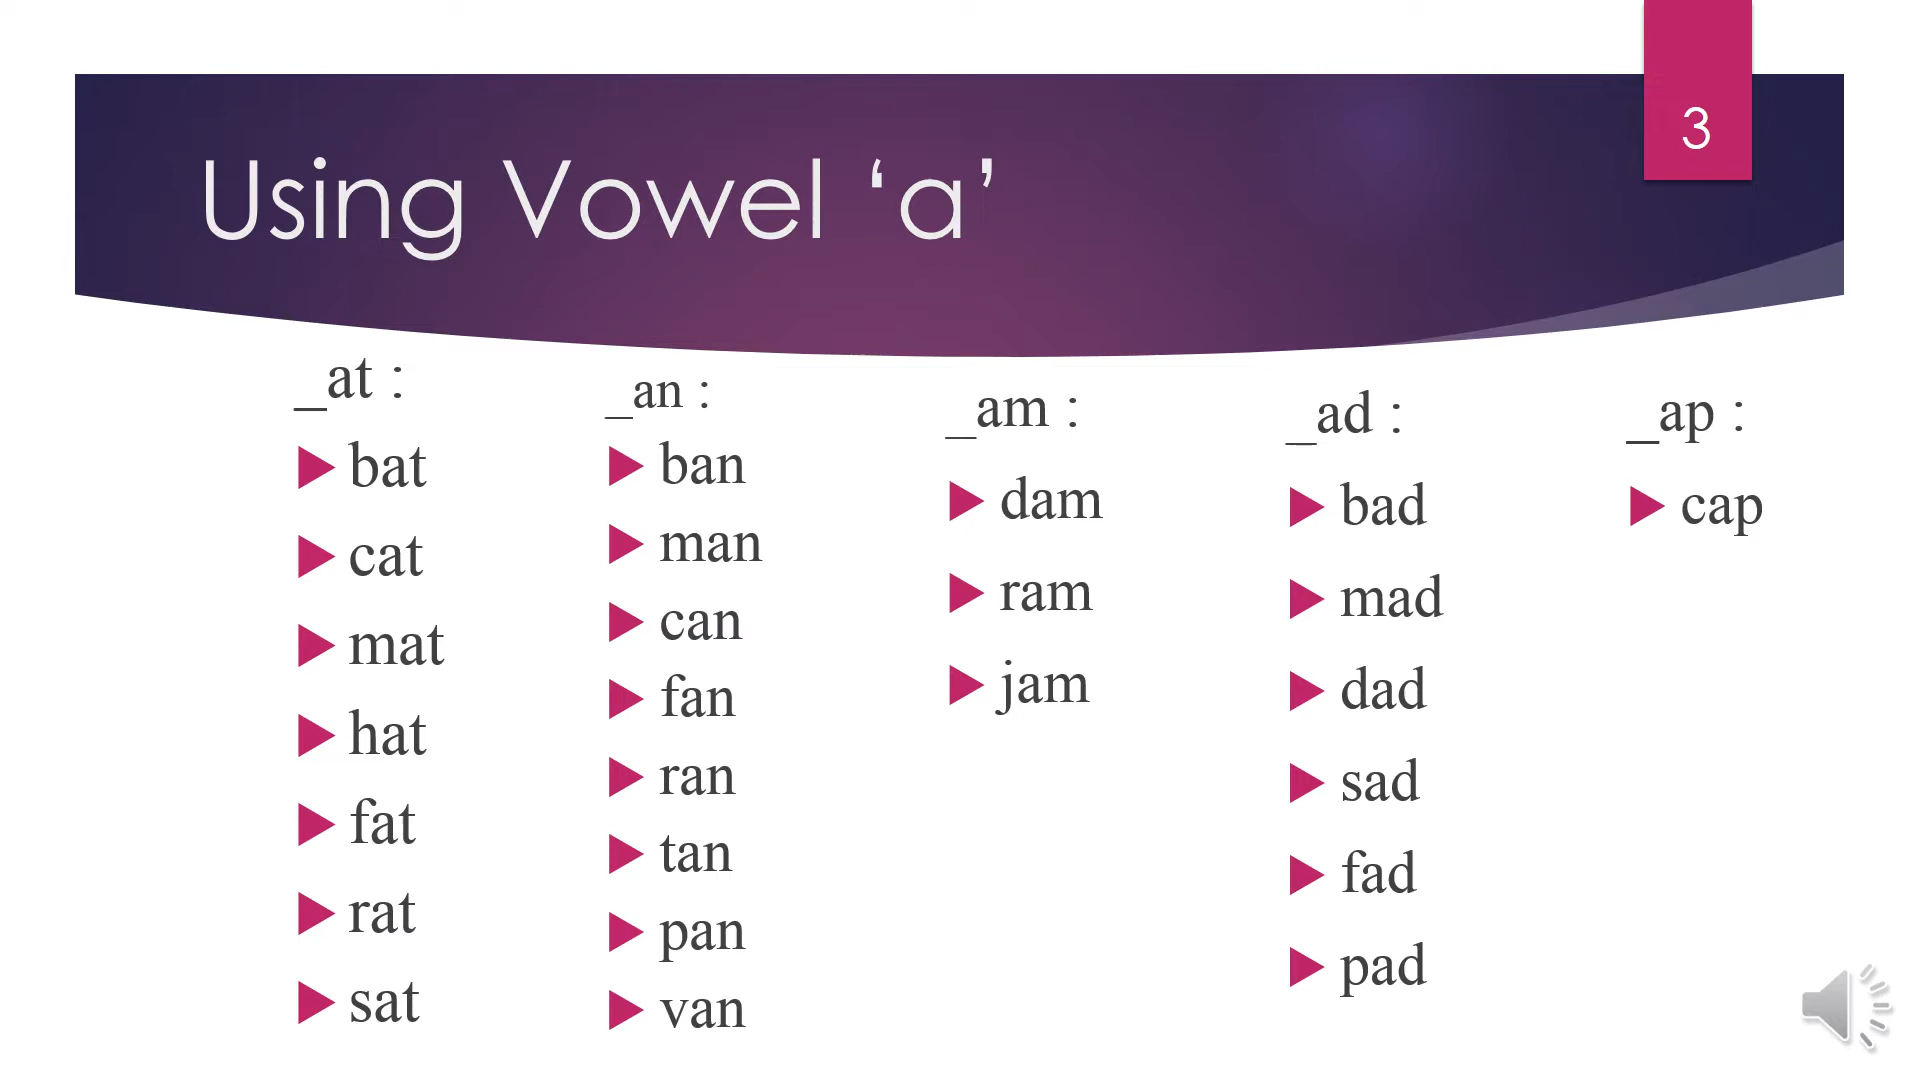 3
Using Vowel ‘a’
_at :
bat
cat
mat
hat
fat
rat
sat
_an :
ban
man
can
fan
ran
tan
pan
van
_am :
dam
ram
jam
_ad :
bad
mad
dad
sad
fad
pad
_ap :
cap